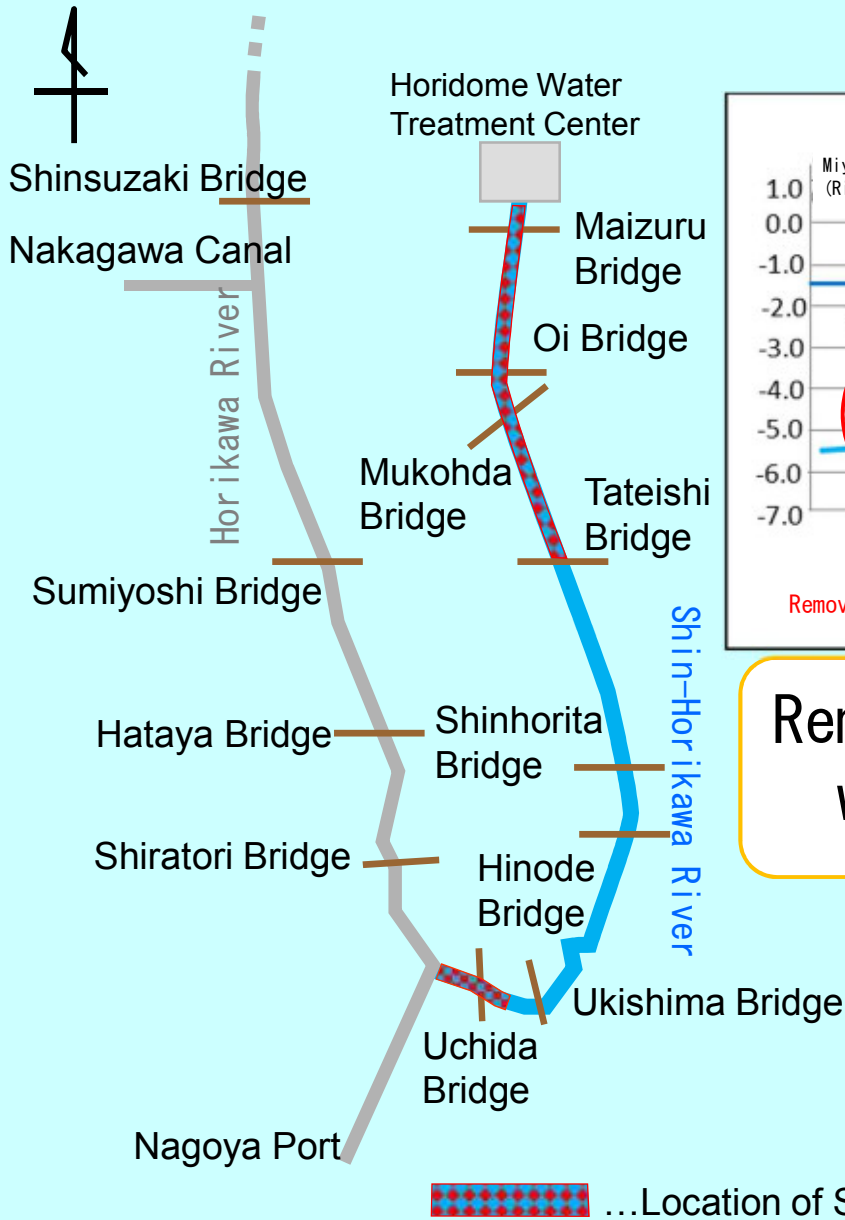 Horidome Water
Treatment Center
Shinsuzaki Bridge
Nakagawa Canal
Horikawa River
Maizuru
Bridge
Oi Bridge
Mukohda
Bridge
Tateishi
Bridge
Sumiyoshi Bridge
Shin-Horikawa River
Hataya Bridge
Shinhorita
Bridge
Shiratori Bridge
Hinode
Bridge
Ukishima Bridge
Uchida
Bridge
Nagoya Port
…Location of S
1.0
0.0
-1.0
-2.0
-3.0
-4.0
-5.0
-6.0
-7.0